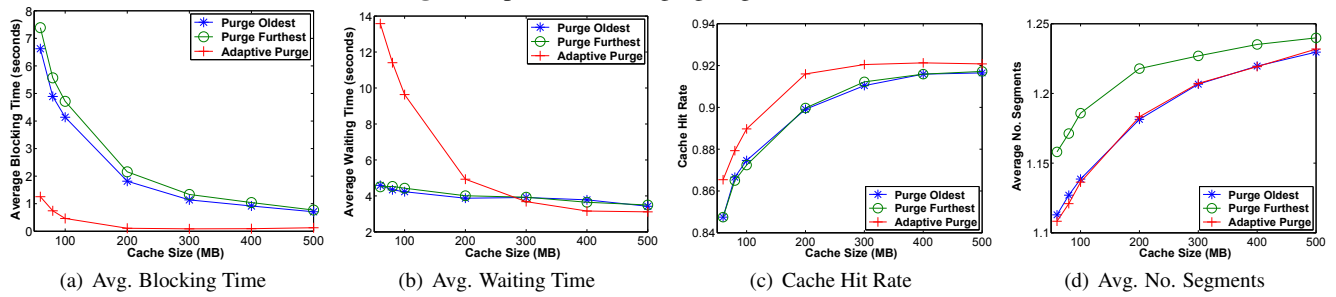 8
7
6
5
4
3
2
1
0
100
200
300
400
500
Average Blocking Time (seconds)
Cache Size (MB)
Purge Oldest
Purge Furthest
Adaptive Purge
(a) Avg. Blocking Time
14
12
10
8
6
4
2
100
200
300
400
500
Average Waiting Time (seconds)
Cache Size (MB)
Purge Oldest
Purge Furthest
Adaptive Purge
(b) Avg. Waiting Time
0.94
0.92
0.9
0.88
0.86
0.84
100
200
300
400
500
Cache Hit Rate
Cache Size (MB)
Purge Oldest
Purge Furthest
Adaptive Purge
(c) Cache Hit Rate
1.25
1.2
1.15
1.1
100
200
300
400
500
Average No. Segments
Cache Size (MB)
Purge Oldest
Purge Furthest
Adaptive Purge
(d) Avg. No. Segments